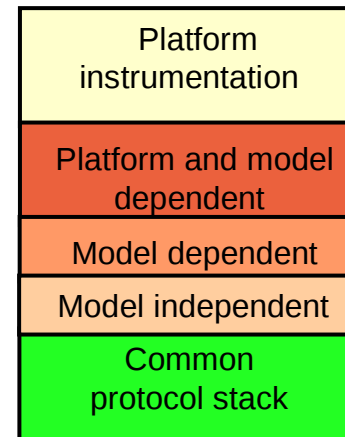 Platform
instrumentation
Platform and model
dependent
Model dependent
Model independent
Common
protocol stack